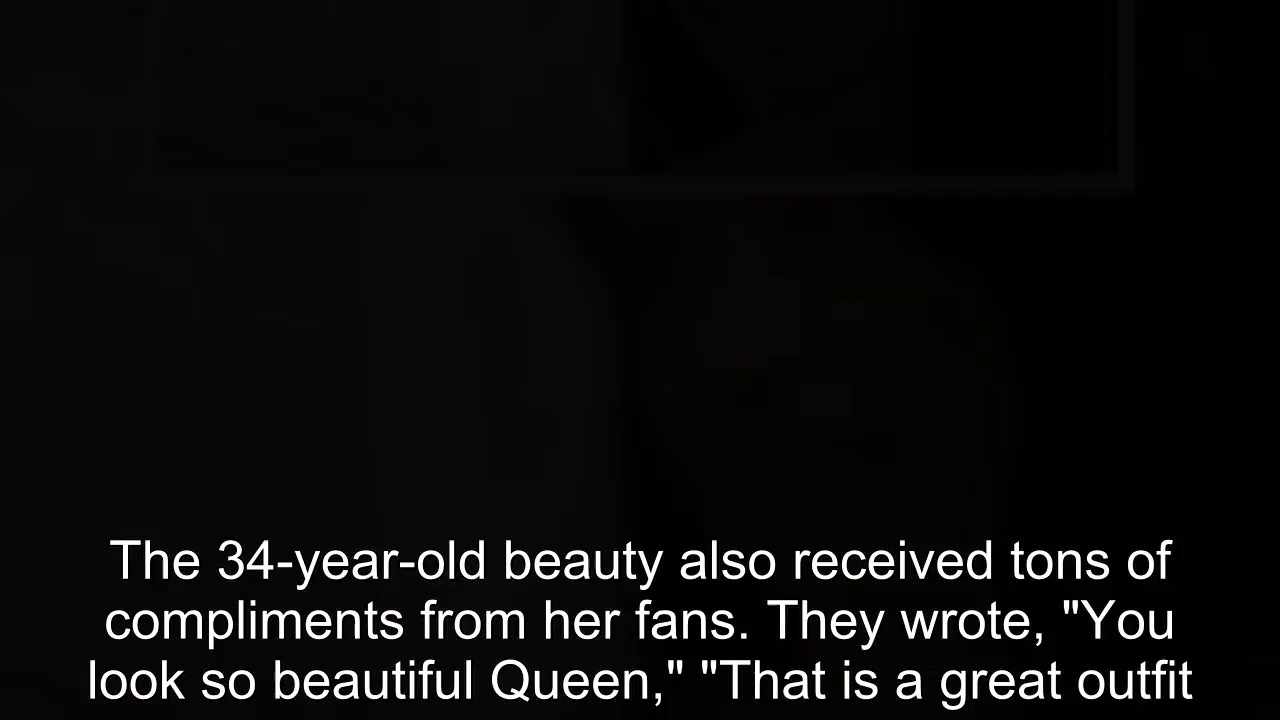 The 34-year-old beauty also received tons of
compliments from her fans. They wrote, "You
look so beautiful Queen," "That is a great outfit